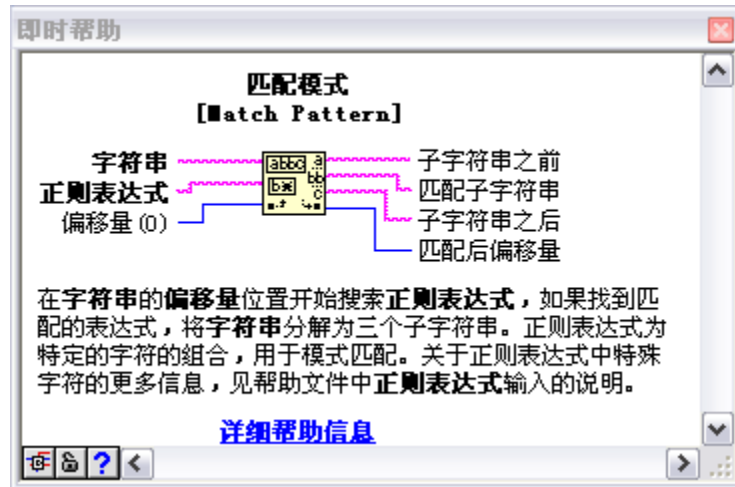 即时帮助
匹配模式
[Match Pattern]
字符串
正则表达式
偏移量 (0)
子字符串之前
匹配子字符串
子字符串之后
匹配后偏移量
在字符串的偏移量位置开始搜索正则表达式，如果找到匹
配的表达式，将字符串分解为三个子字符串。正则表达式为
特定的字符的组合，用于模式匹配。关于正则表达式中特殊
字符的更多信息，见帮助文件中正则表达式输入的说明。
详细帮助信息
?